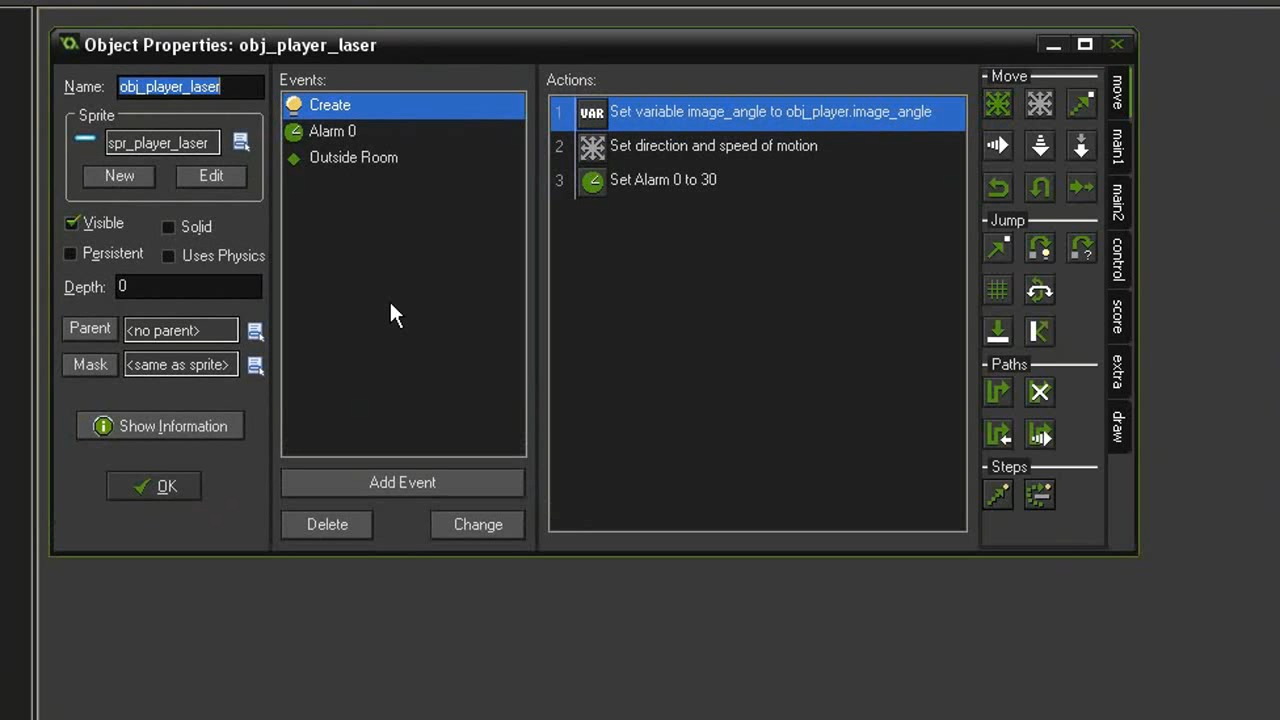 Object Properties: obj_player_laser
Name: obj_player_laser
Sprite
spr_player_laser
New Edit
Visible Solid
Persistent Uses Physics
Depth: 0
Parent <no parent>
Mask <same as sprite>
Show Information
OK
Events:
Create
Alarm 0
Outside Room
Add Event
Delete Change
Actions:
1 VAR Set variable image_angle to obj_player.image_angle
2 Set direction and speed of motion
3 Set Alarm 0 to 30
Move
Jump
?
Paths
Steps
move
main1
main2
control
score
extra
draw